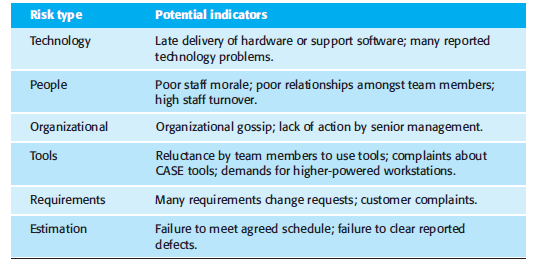 Risk type Potential indicators
Technology Late delivery of hardware or support software; many reported
technology problems.
People Poor staff morale; poor relationships amongst team members;
high staff turnover.
Organizational Organizational gossip; lack of action by senior management.
Tools Reluctance by team members to use tools; complaints about
CASE tools; demands for higher-powered workstations.
Requirements Many requirements change requests; customer complaints.
Estimation Failure to meet agreed schedule; failure to clear reported
defects.